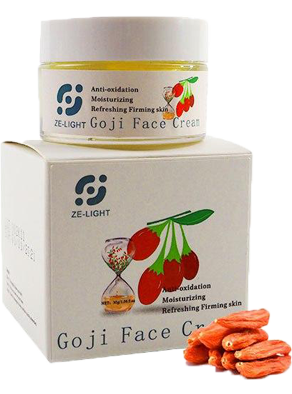 Anti-oxidation
Moisturizing
Refreshing Firming skin
ZE-LIGHT
Goji Face Cream
ZE-LIGHT
Anti-oxidation
Moisturizing
Refreshing Firming skin
Goji Face Cream